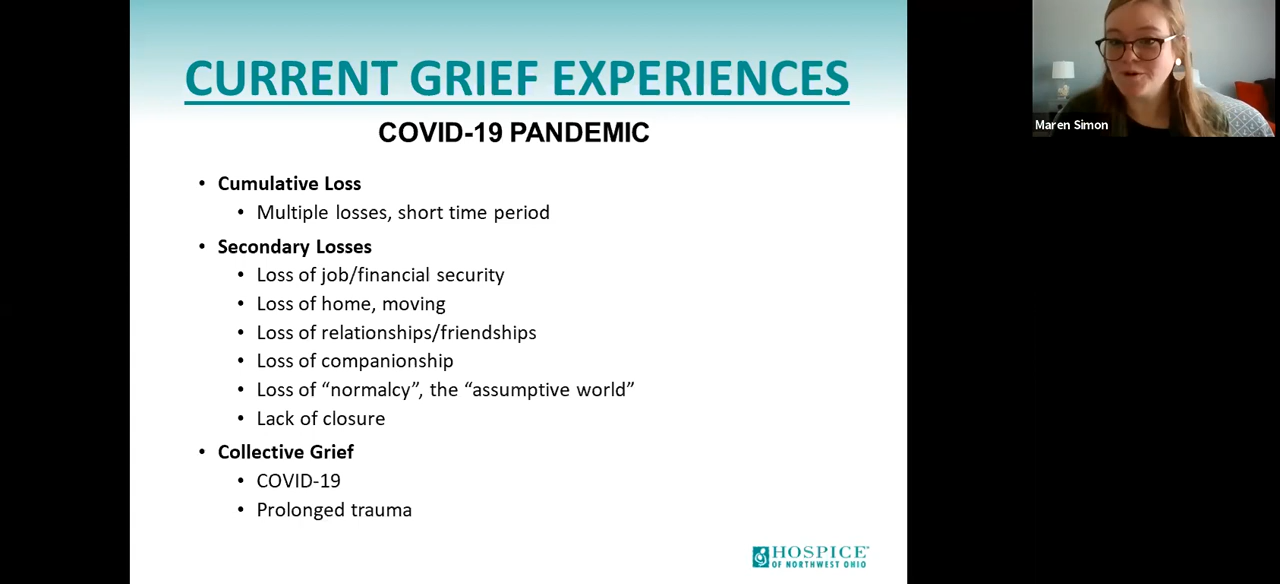 CURRENT GRIEF EXPERIENCES
COVID-19 PANDEMIC
• Cumulative Loss
• Multiple losses, short time period
• Secondary Losses
• Loss of job/financial security
• Loss of home, moving
• Loss of relationships/friendships
• Loss of companionship
• Loss of “normalcy”, the “assumptive world”
• Lack of closure
• Collective Grief
• COVID-19
• Prolonged trauma
HOSPICE
OF NORTHWEST OHIO
Maren Simon